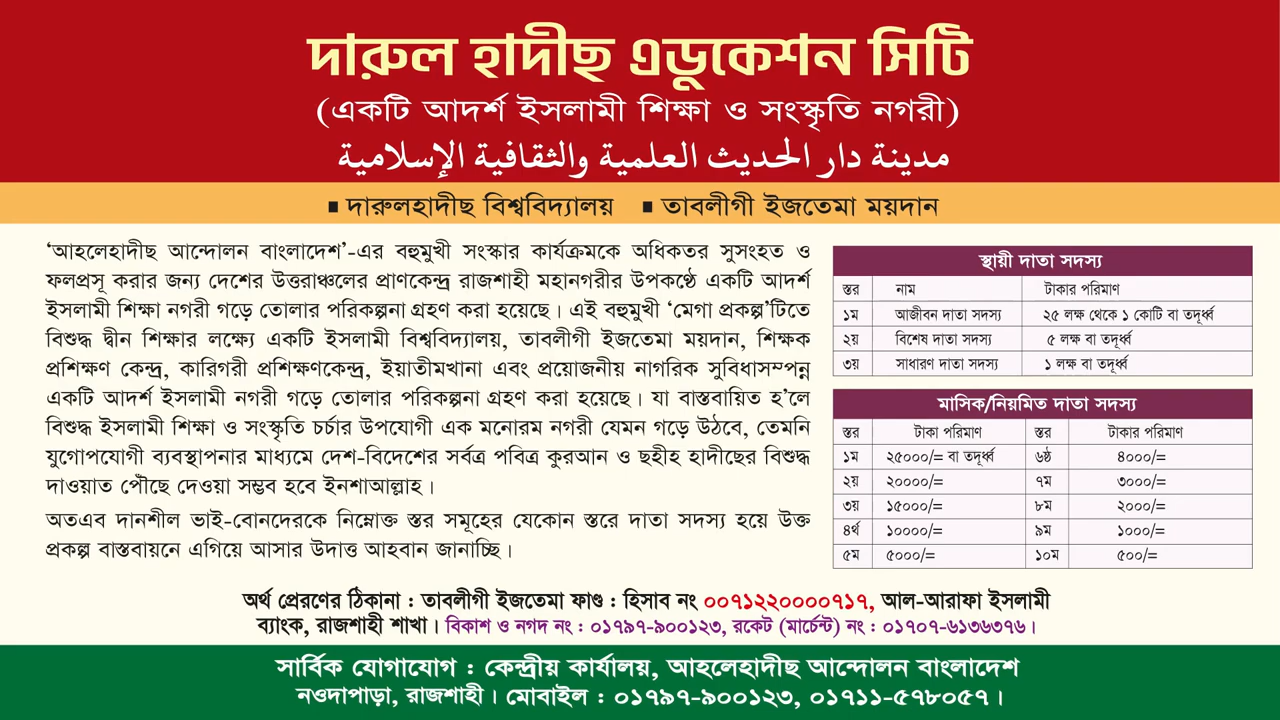 দারুল হাদীছ এডুকেশন সিটি
(একটি আদর্শ ইসলামী শিক্ষা ও সংস্কৃতি নগরী)
مدينة دار الحديث العلمية والثقافية الإسلامية
▪ দারুলহাদীছ বিশ্ববিদ্যালয় ▪ তাবলীগী ইজতেমা ময়দান
‘আহলেহাদীছ আন্দোলন বাংলাদেশ’-এর বহুমুখী সংস্কার কার্যক্রমকে অধিকতর সুসংহত ও
ফলপ্রসূ করার জন্য দেশের উত্তরাঞ্চলের প্রাণকেন্দ্র রাজশাহী মহানগরীর উপকণ্ঠে একটি আদর্শ
ইসলামী শিক্ষা নগরী গড়ে তোলার পরিকল্পনা গ্রহণ করা হয়েছে। এই বহুমুখী ‘মেগা প্রকল্প’টিতে
বিশুদ্ধ দ্বীন শিক্ষার লক্ষ্যে একটি ইসলামী বিশ্ববিদ্যালয়, তাবলীগী ইজতেমা ময়দান, শিক্ষক
প্রশিক্ষণ কেন্দ্র, কারিগরী প্রশিক্ষণকেন্দ্র, ইয়াতীমখানা এবং প্রয়োজনীয় নাগরিক সুবিধাসম্পন্ন
একটি আদর্শ ইসলামী নগরী গড়ে তোলার পরিকল্পনা গ্রহণ করা হয়েছে। যা বাস্তবায়িত হ’লে
বিশুদ্ধ ইসলামী শিক্ষা ও সংস্কৃতি চর্চার উপযোগী এক মনোরম নগরী যেমন গড়ে উঠবে, তেমনি
যুগোপযোগী ব্যবস্থাপনার মাধ্যমে দেশ-বিদেশের সর্বত্র পবিত্র কুরআন ও ছহীহ হাদীছের বিশুদ্ধ
দাওয়াত পৌঁছে দেওয়া সম্ভব হবে ইনশাআল্লাহ।
অতএব দানশীল ভাই-বোনদেরকে নিম্নোক্ত স্তর সমূহের যেকোন স্তরে দাতা সদস্য হয়ে উক্ত
প্রকল্প বাস্তবায়নে এগিয়ে আসার উদাত্ত আহবান জানাচ্ছি।
স্থায়ী দাতা সদস্য
স্তর নাম টাকার পরিমাণ
১ম আজীবন দাতা সদস্য ২৫ লক্ষ থেকে ১ কোটি বা তদূর্ধ্ব
২য় বিশেষ দাতা সদস্য ৫ লক্ষ বা তদূর্ধ্ব
৩য় সাধারণ দাতা সদস্য ১ লক্ষ বা তদূর্ধ্ব
মাসিক/নিয়মিত দাতা সদস্য
স্তর টাকা পরিমাণ স্তর টাকার পরিমাণ
১ম ২৫০০০/= বা তদূর্ধ্ব ৬ষ্ঠ ৪০০০/=
২য় ২০০০০/= ৭ম ৩০০০/=
৩য় ১৫০০০/= ৮ম ২০০০/=
৪র্থ ১০০০০/= ৯ম ১০০০/=
৫ম ৫০০০/= ১০ম ৫০০/=
অর্থ প্রেরণের ঠিকানা : তাবলীগী ইজতেমা ফাণ্ড : হিসাব নং ০০৭১২২০০০০৭১৭, আল-আরাফা ইসলামী
ব্যাংক, রাজশাহী শাখা। বিকাশ ও নগদ নং : ০১৭৯৭-৯০০১২৩, রকেট (মার্চেন্ট) নং : ০১৭০৭-৬১৩৬৩৭৬।
সার্বিক যোগাযোগ : কেন্দ্রীয় কার্যালয়, আহলেহাদীছ আন্দোলন বাংলাদেশ
নওদাপাড়া, রাজশাহী। মোবাইল : ০১৭৯৭-৯০০১২৩, ০১৭১১-৫৭৮০৫৭।